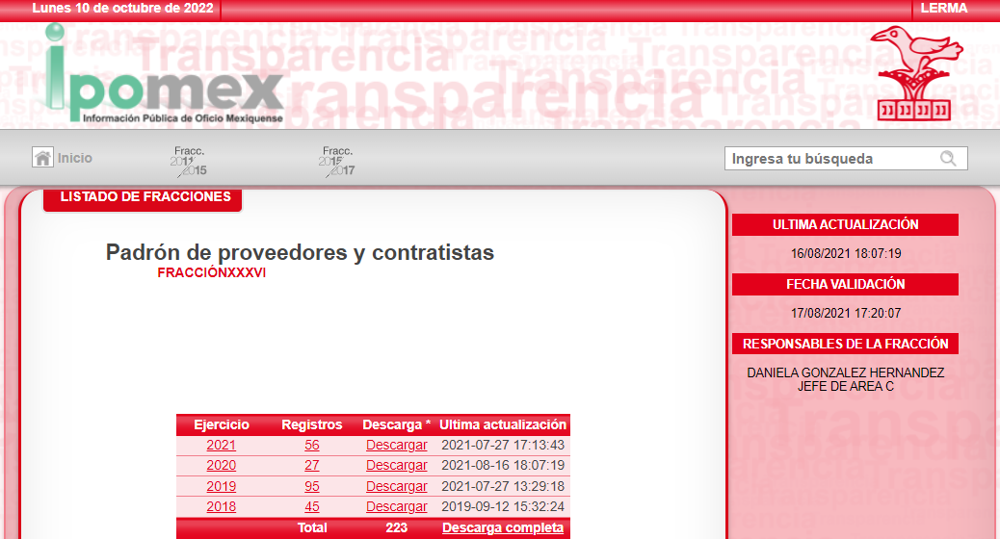 Lunes 10 de octubre de 2022
LERMA
ipomex
Información Pública de Oficio Mexiquense
Transparencia
Inicio
Fracc.
2015
Fracc.
2017
Ingresa tu búsqueda
LISTADO DE FRACCIONES
Padrón de proveedores y contratistas
FRACCIÓNXXXVI
Ejercicio Registros Descarga * Ultima actualización
2021 56 Descargar 2021-07-27 17:13:43
2020 27 Descargar 2021-08-16 18:07:19
2019 95 Descargar 2021-07-27 13:29:18
2018 45 Descargar 2019-09-12 15:32:24
Total 223 Descarga completa
ULTIMA ACTUALIZACIÓN
16/08/2021 18:07:19
FECHA VALIDACIÓN
17/08/2021 17:20:07
RESPONSABLES DE LA FRACCIÓN
DANIELA GONZALEZ HERNANDEZ
JEFE DE AREA C